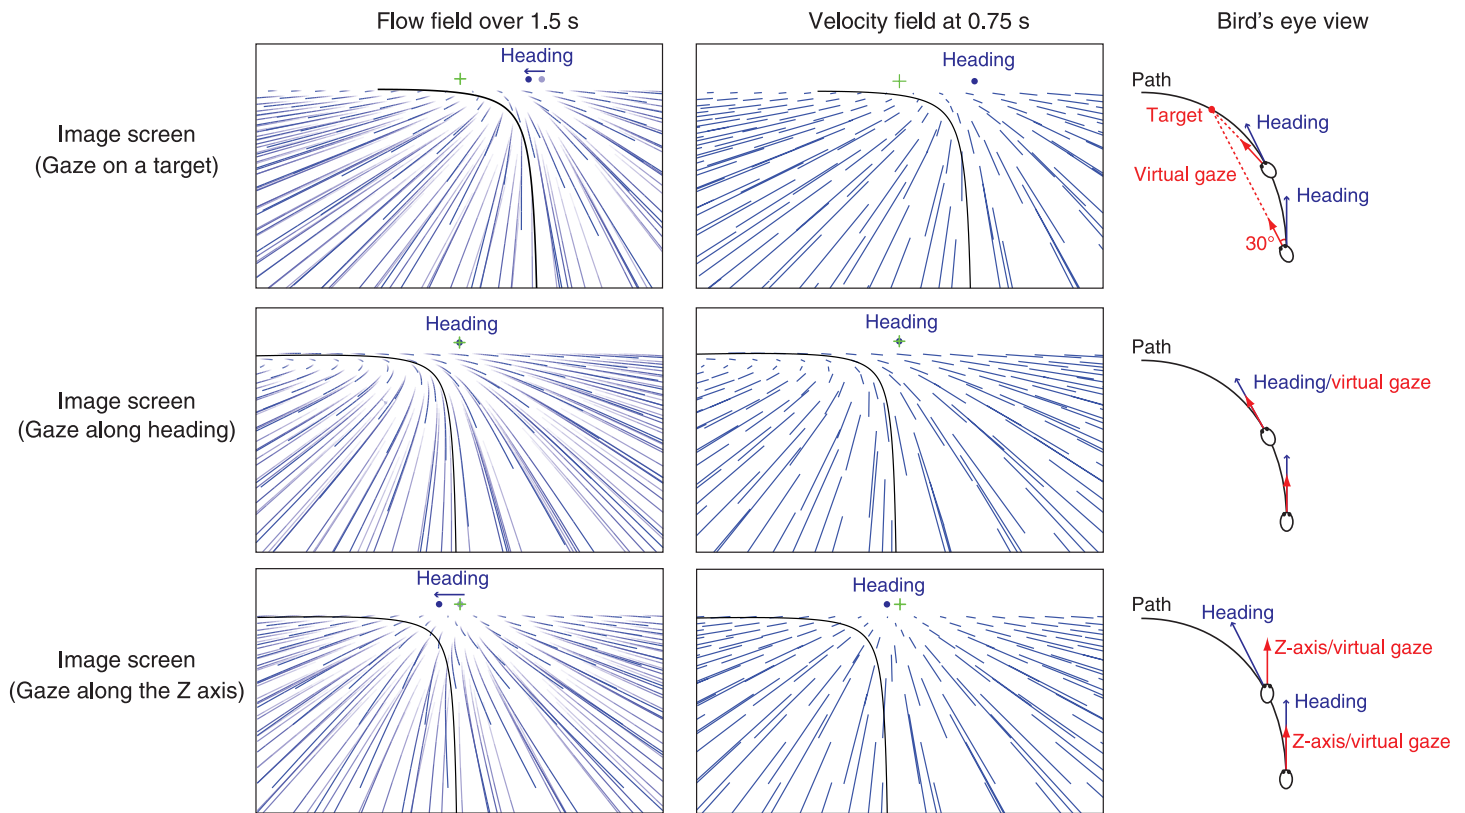 Flow field over 1.5 s
Velocity field at 0.75 s
Bird's eye view
Image screen
(Gaze on a target)
Heading
Heading
Path
Target
Heading
Virtual gaze
Heading
30°
Image screen
(Gaze along heading)
Heading
Heading
Path
Heading/virtual gaze
Image screen
(Gaze along the Z axis)
Heading
Heading
Path
Heading
Z-axis/virtual gaze
Heading
Z-axis/virtual gaze